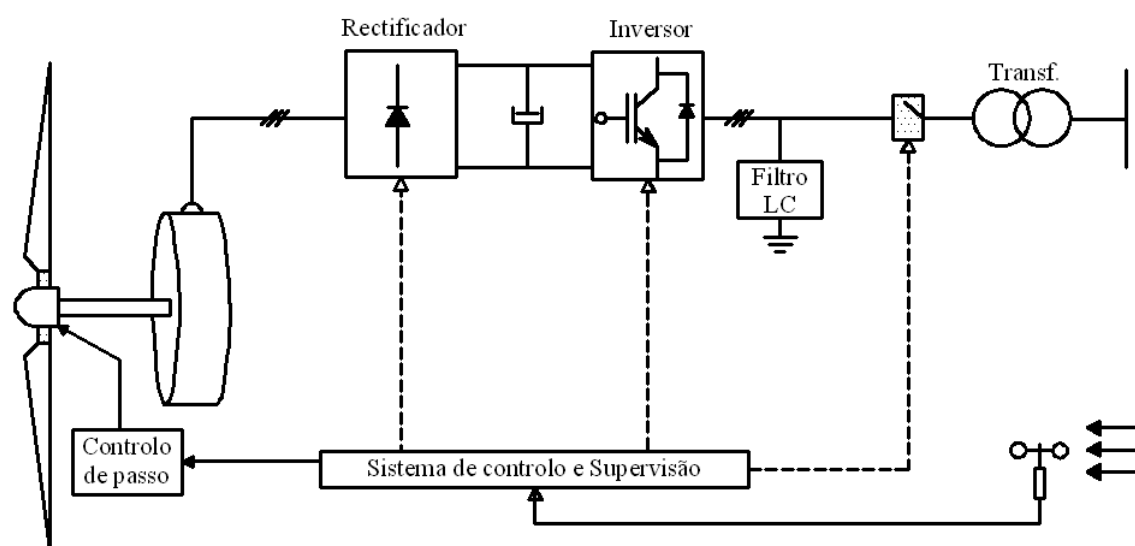 Rectificador
Inversor
Transf.
Filtro
LC
Controlo
de passo
Sistema de controlo e Supervisão